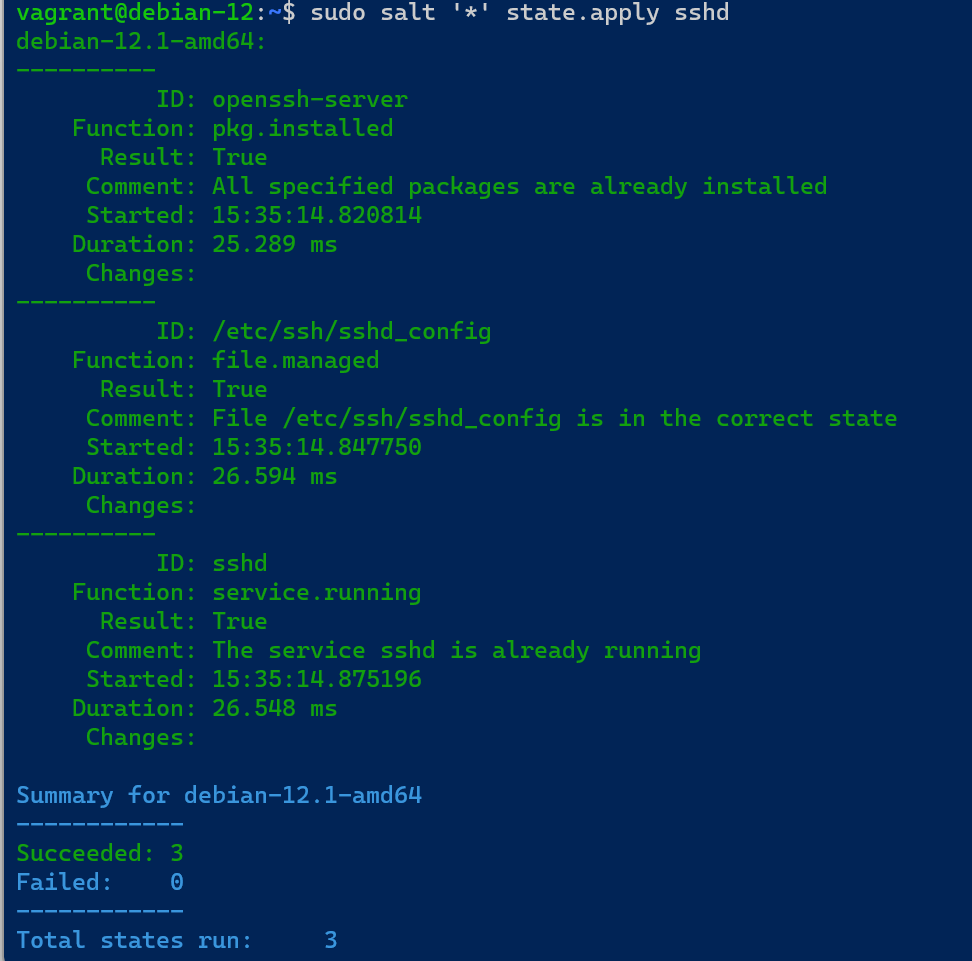 vagrant@debian-12:~$ sudo salt '*' state.apply sshd
debian-12.1-amd64:
----------
          ID: openssh-server
    Function: pkg.installed
      Result: True
     Comment: All specified packages are already installed
     Started: 15:35:14.820814
    Duration: 25.289 ms
     Changes:
----------
          ID: /etc/ssh/sshd_config
    Function: file.managed
      Result: True
     Comment: File /etc/ssh/sshd_config is in the correct state
     Started: 15:35:14.847750
    Duration: 26.594 ms
     Changes:
----------
          ID: sshd
    Function: service.running
      Result: True
     Comment: The service sshd is already running
     Started: 15:35:14.875196
    Duration: 26.548 ms
     Changes:

Summary for debian-12.1-amd64
------------
Succeeded: 3
Failed:    0
------------
Total states run:     3